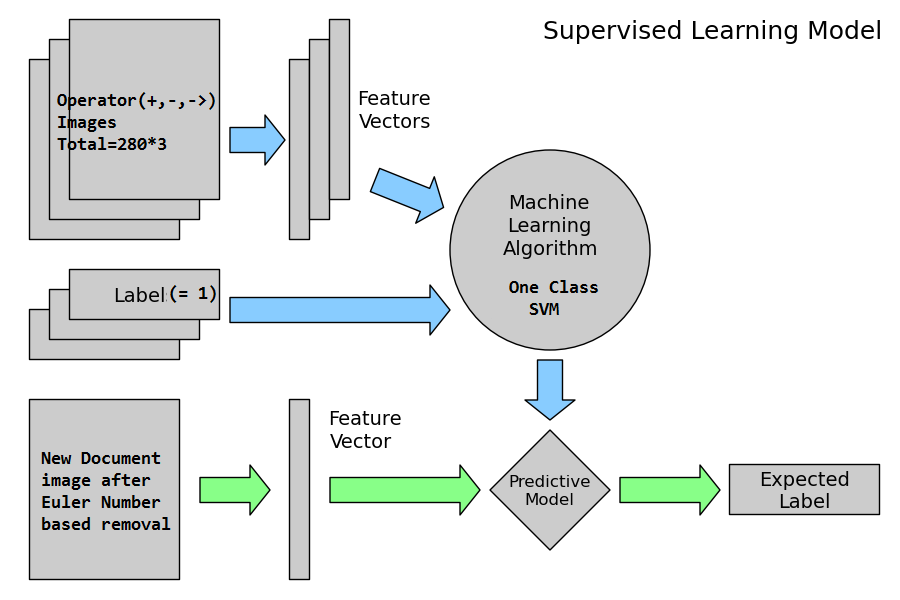 Supervised Learning Model
Operator(+,-,->)
Images
Total=280*3
Feature
Vectors
Machine
Learning
Algorithm
One Class
SVM
Label (= 1)
New Document
image after
Euler Number
based removal
Feature
Vector
Predictive
Model
Expected
Label